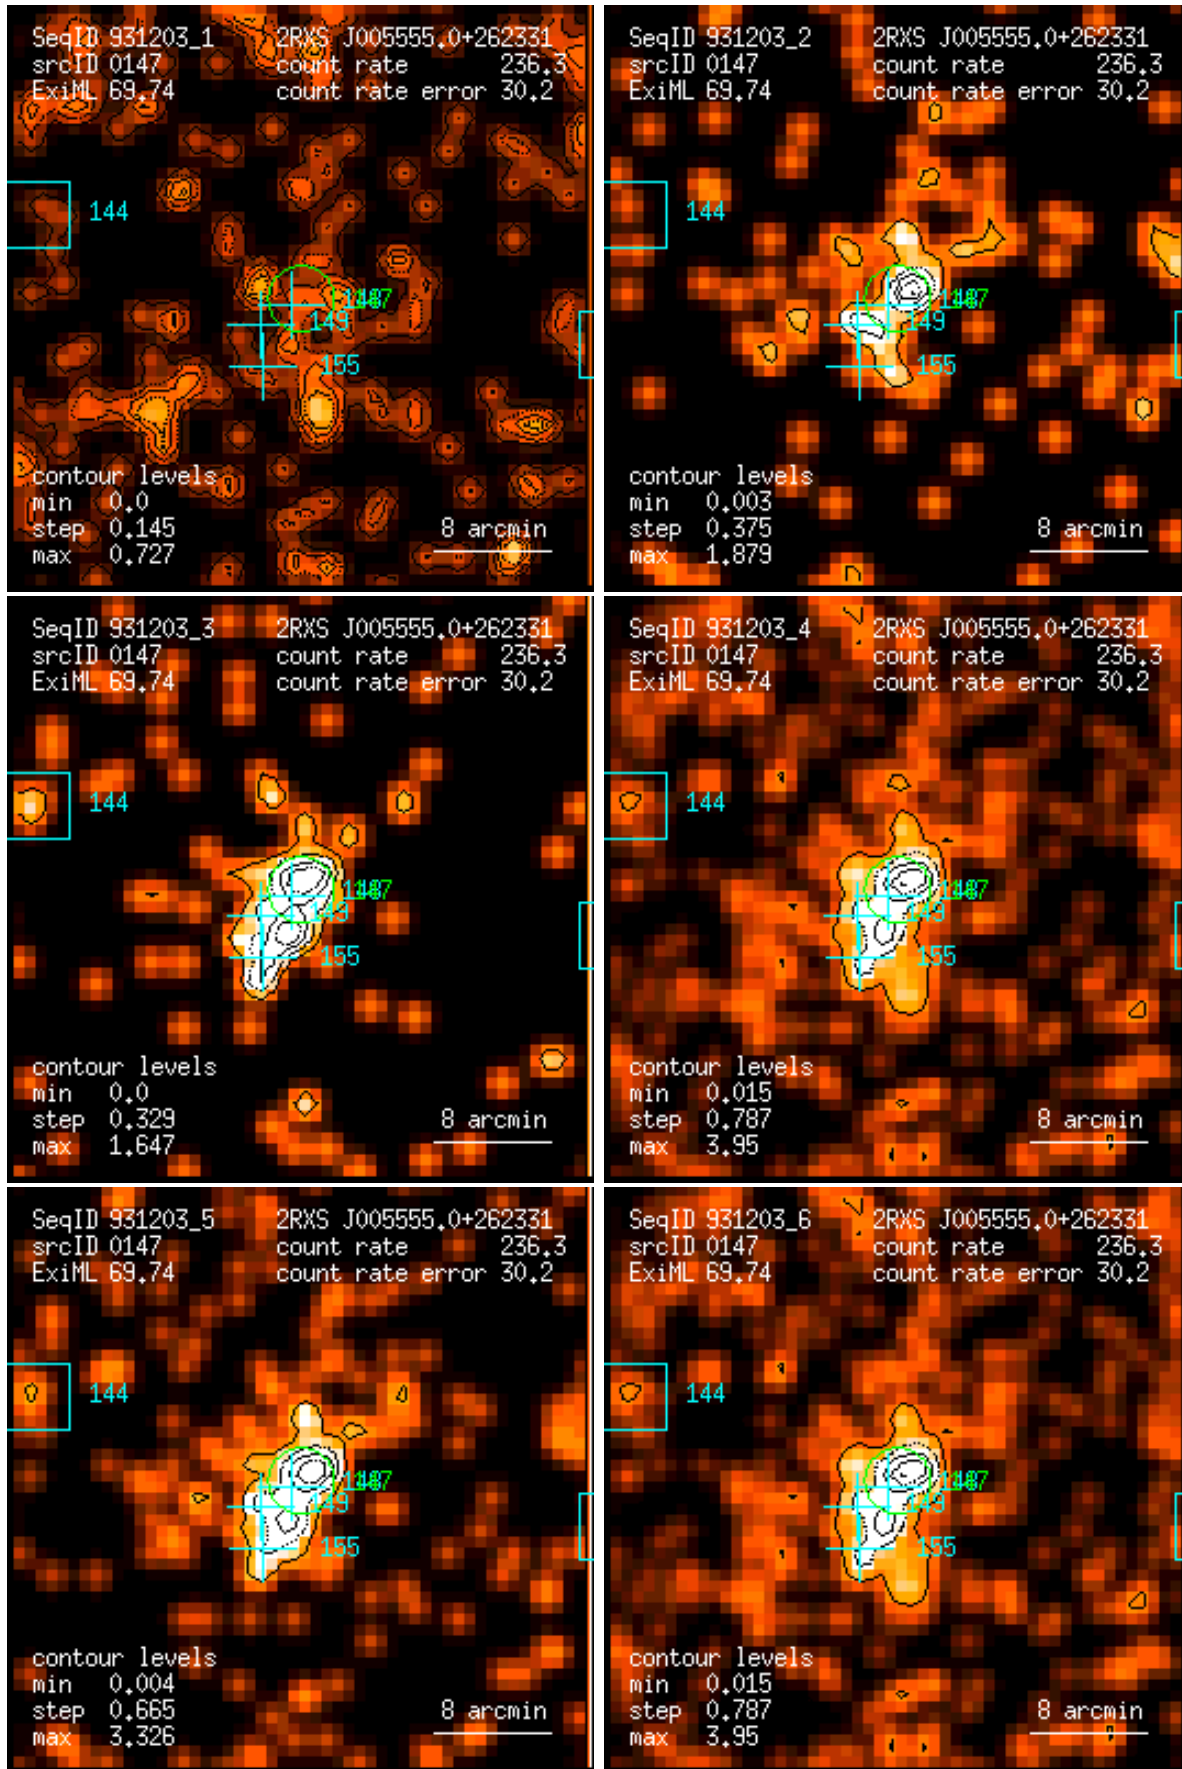 SeqID 931203_1 2RXS J005555.0+262331
srcID 0147 count rate 236.3
ExiML 69.74 count rate error 30.2
144
147
149
155
contour levels
min 0.0
step 0.145 8 arcmin
max 0.727
SeqID 931203_2 2RXS J005555.0+262331
srcID 0147 count rate 236.3
ExiML 69.74 count rate error 30.2
144
147
149
155
contour levels
min 0.003
step 0.375 8 arcmin
max 1.879
SeqID 931203_3 2RXS J005555.0+262331
srcID 0147 count rate 236.3
ExiML 69.74 count rate error 30.2
144
147
149
155
contour levels
min 0.0
step 0.329 8 arcmin
max 1.647
SeqID 931203_4 2RXS J005555.0+262331
srcID 0147 count rate 236.3
ExiML 69.74 count rate error 30.2
144
147
149
155
contour levels
min 0.015
step 0.787 8 arcmin
max 3.95
SeqID 931203_5 2RXS J005555.0+262331
srcID 0147 count rate 236.3
ExiML 69.74 count rate error 30.2
144
147
149
155
contour levels
min 0.004
step 0.665 8 arcmin
max 3.326
SeqID 931203_6 2RXS J005555.0+262331
srcID 0147 count rate 236.3
ExiML 69.74 count rate error 30.2
144
147
149
155
contour levels
min 0.015
step 0.787 8 arcmin
max 3.95